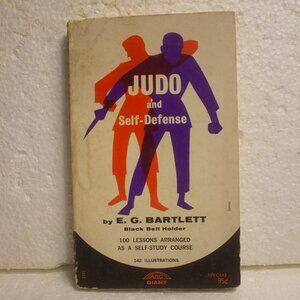 JUDO
and
Self-Defense
by E. G. BARTLETT
Black Belt Holder
100 LESSONS ARRANGED
AS A SELF-STUDY COURSE
142 ILLUSTRATIONS
ARC
GIANT
SPECIAL
95¢